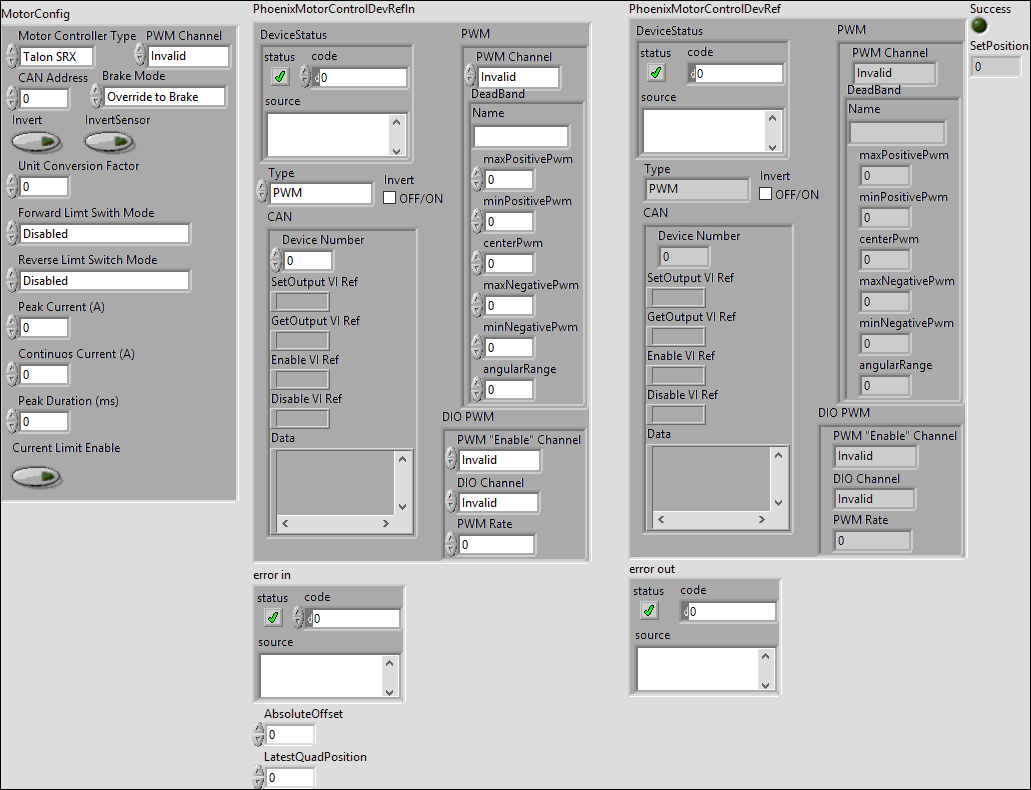 MotorConfig
Motor Controller Type
PWM Channel
Talon SRX
Invalid
CAN Address
Brake Mode
0
Override to Brake
Invert
InvertSensor
Unit Conversion Factor
0
Forward Limt Swith Mode
Disabled
Reverse Limt Switch Mode
Disabled
Peak Current (A)
0
Continuos Current (A)
0
Peak Duration (ms)
0
Current Limit Enable
PhoenixMotorControlDevRefIn
DeviceStatus
status
code
d0
source
Type
PWM
Invert
OFF/ON
CAN
Device Number
0
SetOutput VI Ref
GetOutput VI Ref
Enable VI Ref
Disable VI Ref
Data
PWM
PWM Channel
Invalid
DeadBand
Name
maxPositivePwm
0
minPositivePwm
0
centerPwm
0
maxNegativePwm
0
minNegativePwm
0
angularRange
0
DIO PWM
PWM "Enable" Channel
Invalid
DIO Channel
Invalid
PWM Rate
0
error in
status
code
d0
source
AbsoluteOffset
0
LatestQuadPosition
0
PhoenixMotorControlDevRef
DeviceStatus
status
code
d0
source
Type
PWM
Invert
OFF/ON
CAN
Device Number
0
SetOutput VI Ref
GetOutput VI Ref
Enable VI Ref
Disable VI Ref
Data
PWM
PWM Channel
Invalid
DeadBand
Name
maxPositivePwm
0
minPositivePwm
0
centerPwm
0
maxNegativePwm
0
minNegativePwm
0
angularRange
0
DIO PWM
PWM "Enable" Channel
Invalid
DIO Channel
Invalid
PWM Rate
0
error out
status
code
d0
source
Success
SetPosition
0